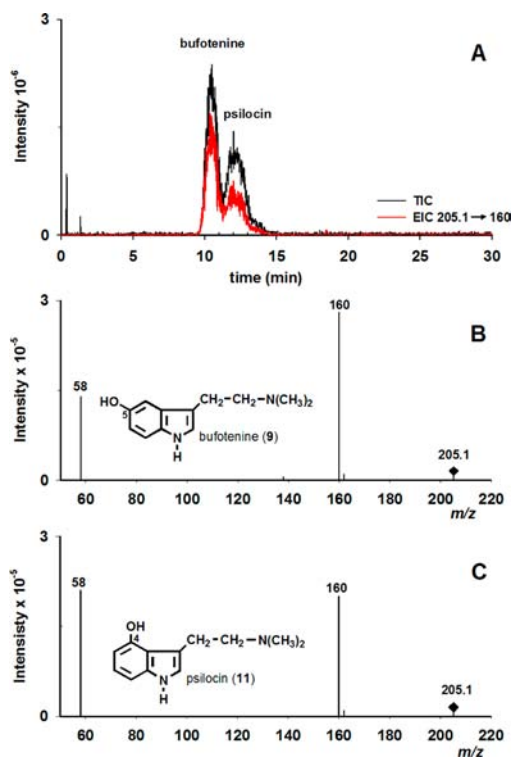 3
A
bufotenine
psilocin
Intensity 10⁻⁶
TIC
EIC 205.1→160
0
0 5 10 15 20 25 30
time (min)
3
B
160
58
HO
5
CH₂–CH₂–N(CH₃)₂
N
H
bufotenine (9)
205.1
Intensity x 10⁻⁵
0
60 80 100 120 140 160 180 200 220
m/z
3
C
58
160
OH
4
CH₂–CH₂–N(CH₃)₂
N
H
psilocin (11)
205.1
Intensisty x 10⁻⁵
0
60 80 100 120 140 160 180 200 220
m/z